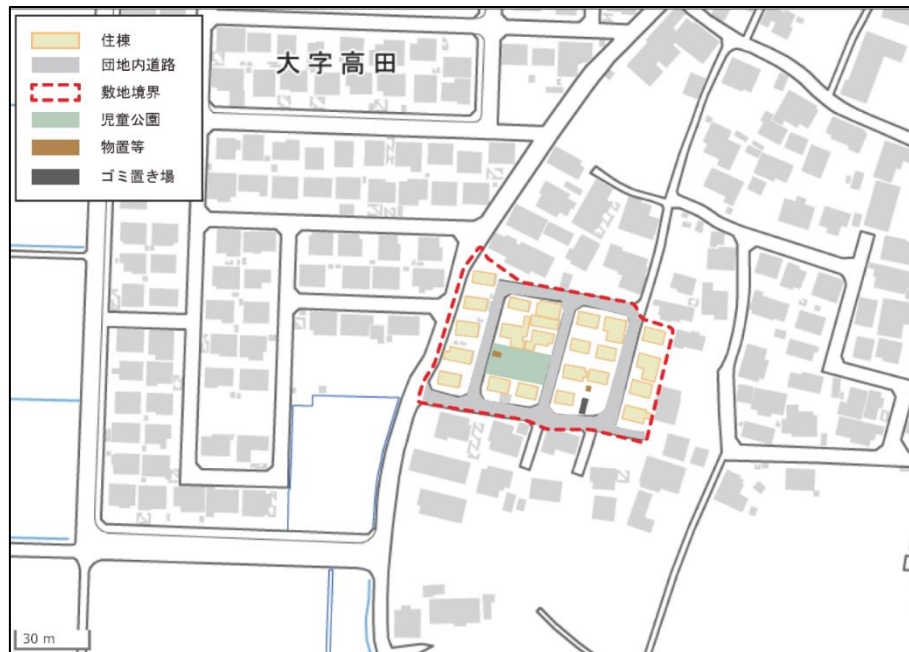 住棟
団地内道路
敷地境界
児童公園
物置等
ゴミ置き場
大字高田
30 m